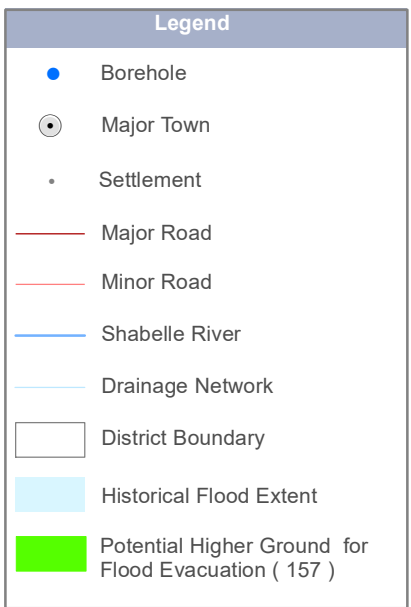 Legend
Borehole
Major Town
Settlement
Major Road
Minor Road
Shabelle River
Drainage Network
District Boundary
Historical Flood Extent
Potential Higher Ground for
Flood Evacuation ( 157 )